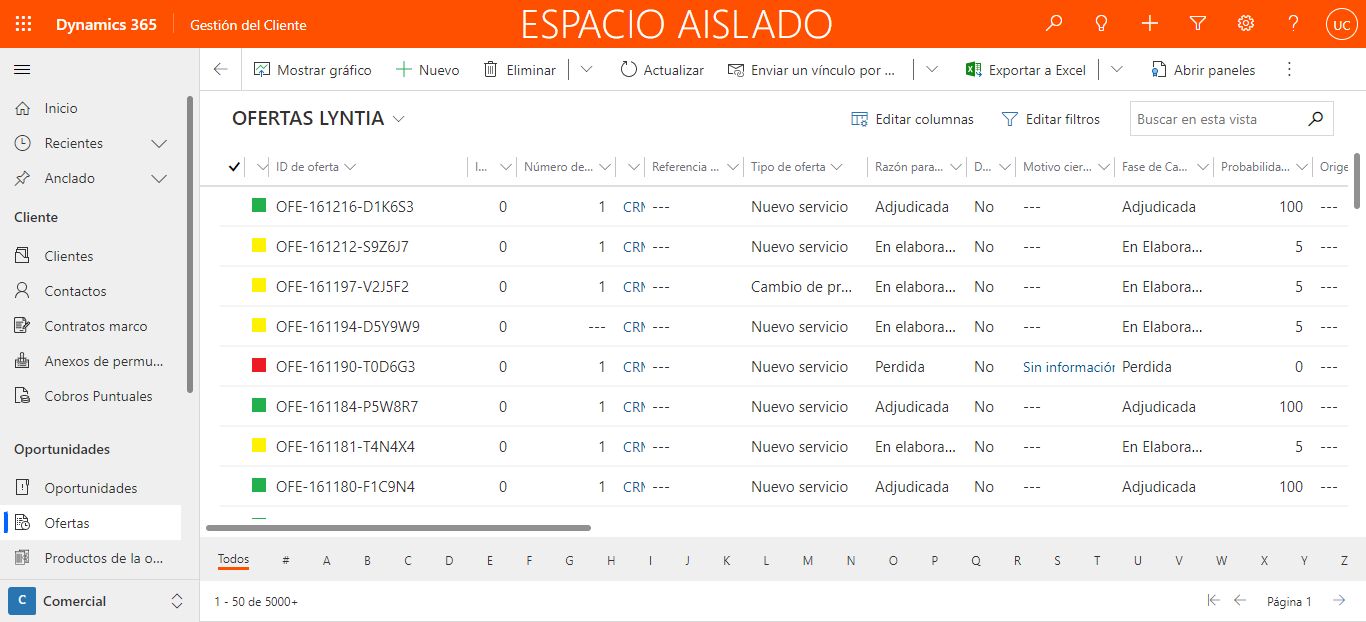 Dynamics 365 Gestión del Cliente ESPACIO AISLADO ? UC
Mostrar gráfico Nuevo Eliminar Actualizar Enviar un vínculo por ... Exportar a Excel Abrir paneles
Inicio
Recientes
Anclado
Cliente
Clientes
Contactos
Contratos marco
Anexos de permu...
Cobros Puntuales
Oportunidades
Oportunidades
Ofertas
Productos de la o...
C Comercial
OFERTAS LYNTIA Editar columnas Editar filtros Buscar en esta vista
ID de oferta I... Número de... Referencia ... Tipo de oferta Razón para... D... Motivo cier... Fase de Ca... Probabilida... Orige
OFE-161216-D1K6S3 0 1 CRM --- Nuevo servicio Adjudicada No --- Adjudicada 100 ---
OFE-161212-S9Z6J7 0 1 CRM --- Nuevo servicio En elabora... No --- En Elabora... 5 ---
OFE-161197-V2J5F2 0 1 CRM --- Cambio de pr... En elabora... No --- En Elabora... 5 ---
OFE-161194-D5Y9W9 0 --- CRM --- Nuevo servicio En elabora... No --- En Elabora... 5 ---
OFE-161190-T0D6G3 0 1 CRM --- Nuevo servicio Perdida No Sin información Perdida 0 ---
OFE-161184-P5W8R7 0 1 CRM --- Nuevo servicio Adjudicada No --- Adjudicada 100 ---
OFE-161181-T4N4X4 0 1 CRM --- Nuevo servicio En elabora... No --- En Elabora... 5 ---
OFE-161180-F1C9N4 0 1 CRM --- Nuevo servicio Adjudicada No --- Adjudicada 100 ---
Todos # A B C D E F G H I J K L M N O P Q R S T U V W X Y Z
1 - 50 de 5000+ Página 1